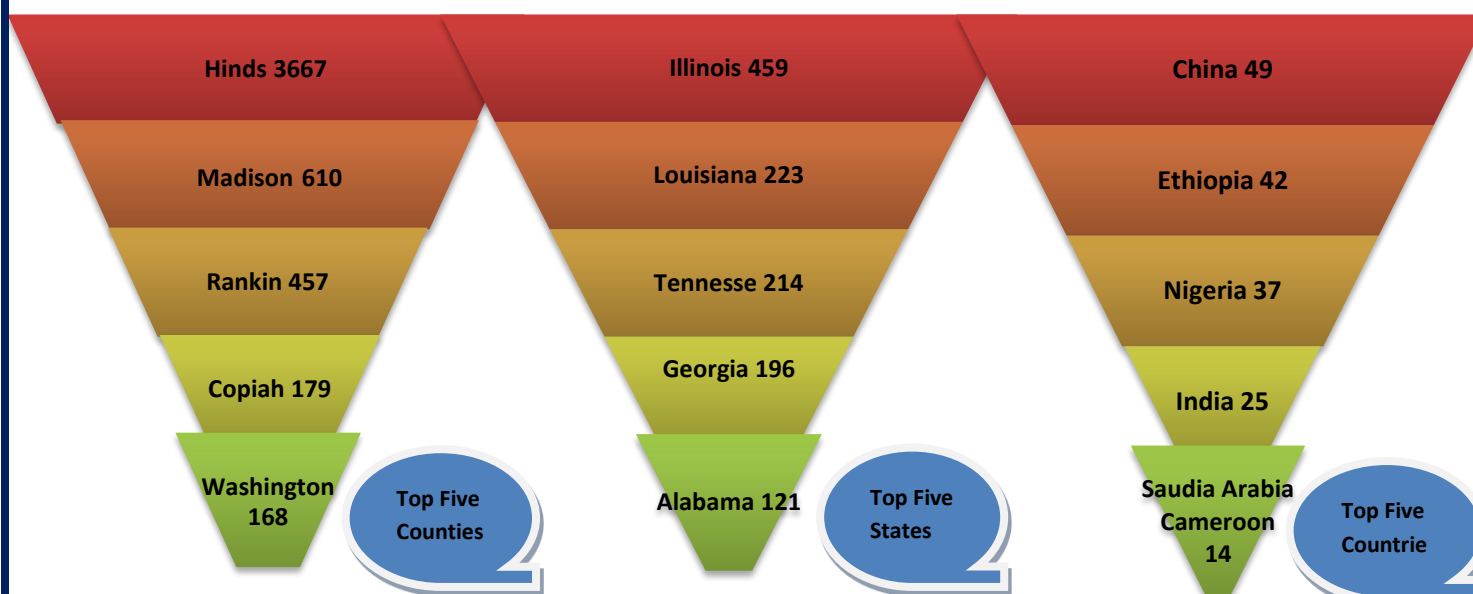 Hinds 3667
Madison 610
Rankin 457
Copiah 179
Washington
168
Top Five
Counties
Illinois 459
Louisiana 223
Tennesse 214
Georgia 196
Alabama 121
Top Five
States
China 49
Ethiopia 42
Nigeria 37
India 25
Saudia Arabia
Cameroon
14
Top Five
Countrie